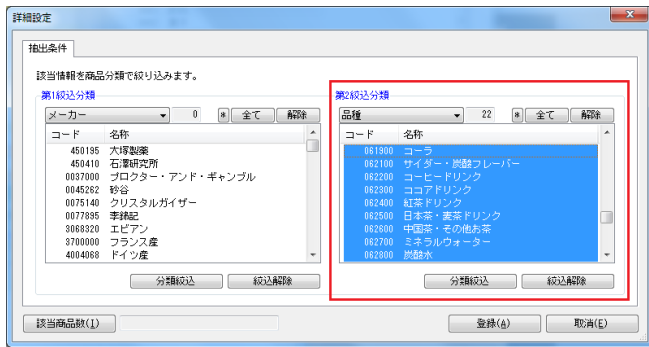 詳細設定
抽出条件
該当情報を商品分類で絞り込みます。
第1絞込分類
メーカー 0 * 全て 解除
コード 名称
450195 大塚製薬
450410 石澤研究所
0037000 プロクター・アンド・ギャンブル
0045262 砂谷
0075140 クリスタルガイザー
0077895 李錦記
3068320 エビアン
3700000 フランス産
4004068 ドイツ産
分類絞込 絞込解除
第2絞込分類
品種 22 * 全て 解除
コード 名称
061900 コーラ
062100 サイダー・炭酸フレーバー
062200 コーヒードリンク
062300 ココアドリンク
062400 紅茶ドリンク
062500 日本茶・麦茶ドリンク
062600 中国茶・その他お茶
062700 ミネラルウォーター
062800 炭酸水
分類絞込 絞込解除
該当商品数(I) 登録(A) 取消(E)